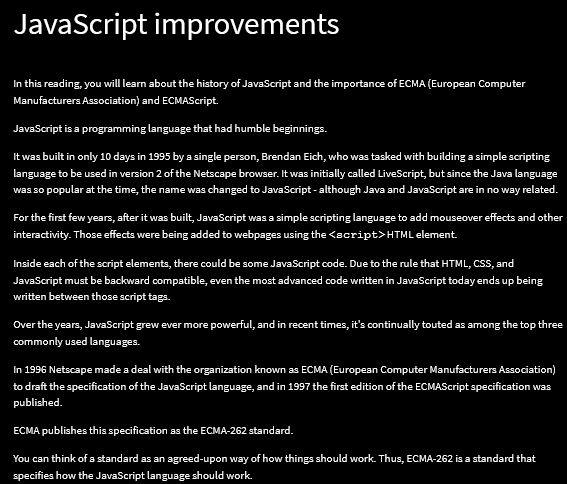 JavaScript improvements
In this reading, you will learn about the history of JavaScript and the importance of ECMA (European Computer
Manufacturers Association) and ECMAScript.
JavaScript is a programming language that had humble beginnings.
It was built in only 10 days in 1995 by a single person, Brendan Eich, who was tasked with building a simple scripting
language to be used in version 2 of the Netscape browser. It was initially called LiveScript, but since the Java language
was so popular at the time, the name was changed to JavaScript - although Java and JavaScript are in no way related.
For the first few years, after it was built, JavaScript was a simple scripting language to add mouseover effects and other
interactivity. Those effects were being added to webpages using the <script> HTML element.
Inside each of the script elements, there could be some JavaScript code. Due to the rule that HTML, CSS, and
JavaScript must be backward compatible, even the most advanced code written in JavaScript today ends up being
written between those script tags.
Over the years, JavaScript grew ever more powerful, and in recent times, it's continually touted as among the top three
commonly used languages.
In 1996 Netscape made a deal with the organization known as ECMA (European Computer Manufacturers Association)
to draft the specification of the JavaScript language, and in 1997 the first edition of the ECMAScript specification was
published.
ECMA publishes this specification as the ECMA-262 standard.
You can think of a standard as an agreed-upon way of how things should work. Thus, ECMA-262 is a standard that
specifies how the JavaScript language should work.